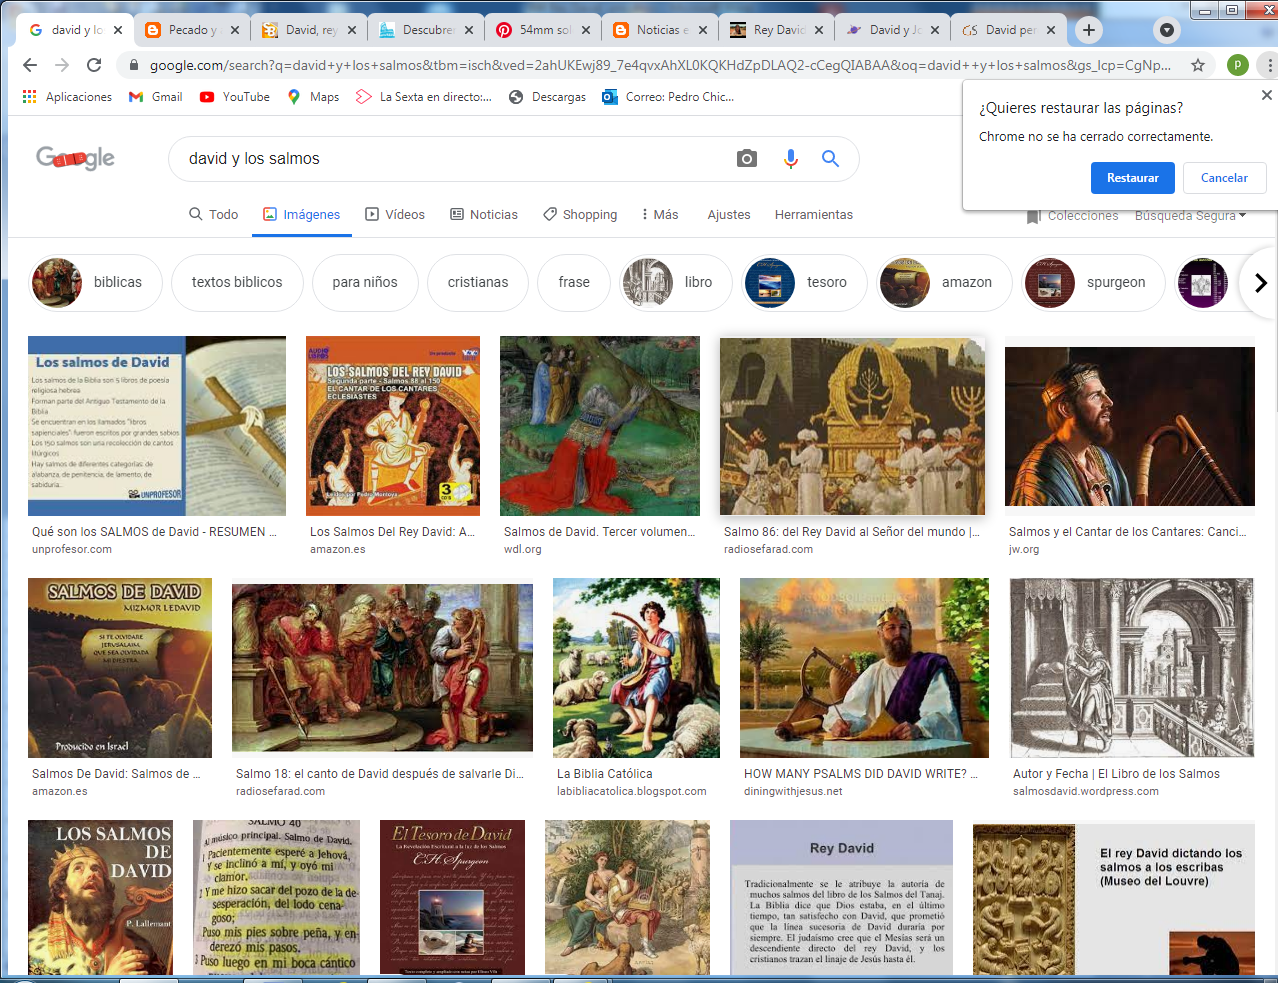 david y lo
Pecado y
David, rey
Descubre
54mm sol
Noticias e
Rey David
David y Jo
David per
google.com/search?q=david+y+los+salmos&tbm=isch&ved=2ahUKEwj89_7e4qvxAhXL0KQKHdZpDLAQ2-cCegQIABAA&oq=david++y+los+salmos&gs_lcp=CgNp...
p
Aplicaciones
Gmail
YouTube
Maps
La Sexta en directo:...
Descargas
Correo: Pedro Chic...
¿Quieres restaurar las páginas?
Chrome no se ha cerrado correctamente.
Restaurar
Cancelar
Google
david y los salmos
Todo
Imágenes
Vídeos
Noticias
Shopping
Más
Ajustes
Herramientas
Colecciones
Búsqueda Segura
biblicas
textos biblicos
para niños
cristianas
frase
libro
tesoro
amazon
spurgeon
Los salmos de David
Los salmos de la Biblia son 5 libros de poesia
religiosa hebrea
Forman parte del Antiguo Testamento de la
Biblia
Se encuentran en los llamados "libros
sapienciales": fueron escritos por grandes sabios
Los 150 salmos son una recolección de cantos
litúrgicos
Hay salmos de diferentes categorías: de
alabanza, de penitencia, de lamento, de
sabiduría.
UNPROFESOR
AUDIO
LIBROS
LOS SALMOS DEL REY DAVID
Segunda parte - Salmos 88 al 150
EL CANTAR DE LOS CANTARES
ECLESIASTES
Leídos por Pedro Montoya
3
Qué son los SALMOS de David - RESUMEN ...
unprofesor.com
Los Salmos Del Rey David: A...
amazon.es
Salmos de David. Tercer volumen...
wdl.org
Salmo 86: del Rey David al Señor del mundo |...
radiosefarad.com
Salmos y el Cantar de los Cantares: Canci...
jw.org
SALMOS DE DAVID
MIZMOR LEDAVID
SI TE OLVIDARE
JERUSALAIM,
QUE SEA OLVIDADA
MI DIESTRA
Producido en Israel
Salmos De David: Salmos de ...
amazon.es
Salmo 18: el canto de David después de salvarle Di...
radiosefarad.com
La Biblia Católica
labibliacatolica.blogspot.com
HOW MANY PSALMS DID DAVID WRITE? ...
diningwithjesus.net
Autor y Fecha | El Libro de los Salmos
salmosdavid.wordpress.com
LOS SALMOS
DE
DAVID
P. Lallemant
SALMO 40
Al músico principal. Salmo de David.
1 Pacientemente esperé a Jehová,
Y se inclinó a mí, y oyó mi
clamor.
2 Y me hizo sacar del pozo de la de-
sesperación, del lodo cena-
goso;
Puso mis pies sobre peña, y en-
derezó mis pasos.
3 Puso luego en mi boca cántico
El Tesoro de David
La Revelación Escritural a la luz de los Salmos
C.H. Spurgeon
Rey David
Tradicionalmente se le atribuye la autoría de
muchos salmos del libro de los Salmos del Tanaj.
La Biblia dice que Dios estaba, en el último
tiempo, tan satisfecho con David, que prometió
que la línea sucesoria de David duraría por
siempre. El judaísmo cree que el Mesías será un
descendiente directo del rey David, y los
cristianos trazan el linaje de Jesús hasta él.
El rey David dictando los
salmos a los escribas
(Museo del Louvre)